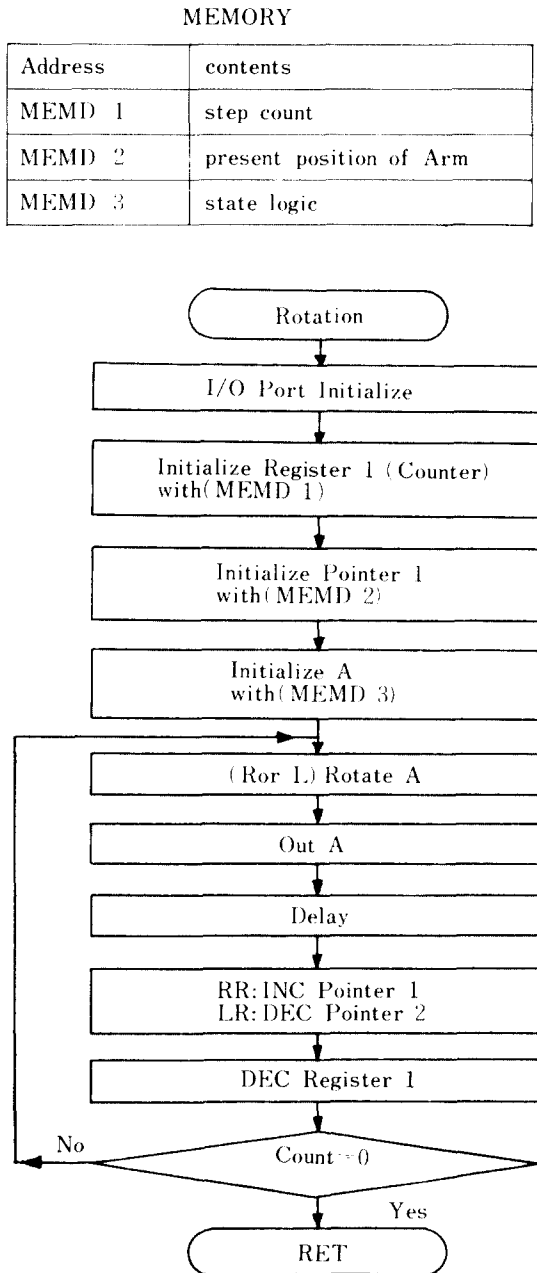 MEMORY
Address contents
MEMD 1 step count
MEMD 2 present position of Arm
MEMD 3 state logic
Rotation
I/O Port Initialize
Initialize Register 1 (Counter)
with(MEMD 1)
Initialize Pointer 1
with(MEMD 2)
Initialize A
with(MEMD 3)
(Ror L) Rotate A
Out A
Delay
RR:INC Pointer 1
LR:DEC Pointer 2
DEC Register 1
Count=0
No
Yes
RET